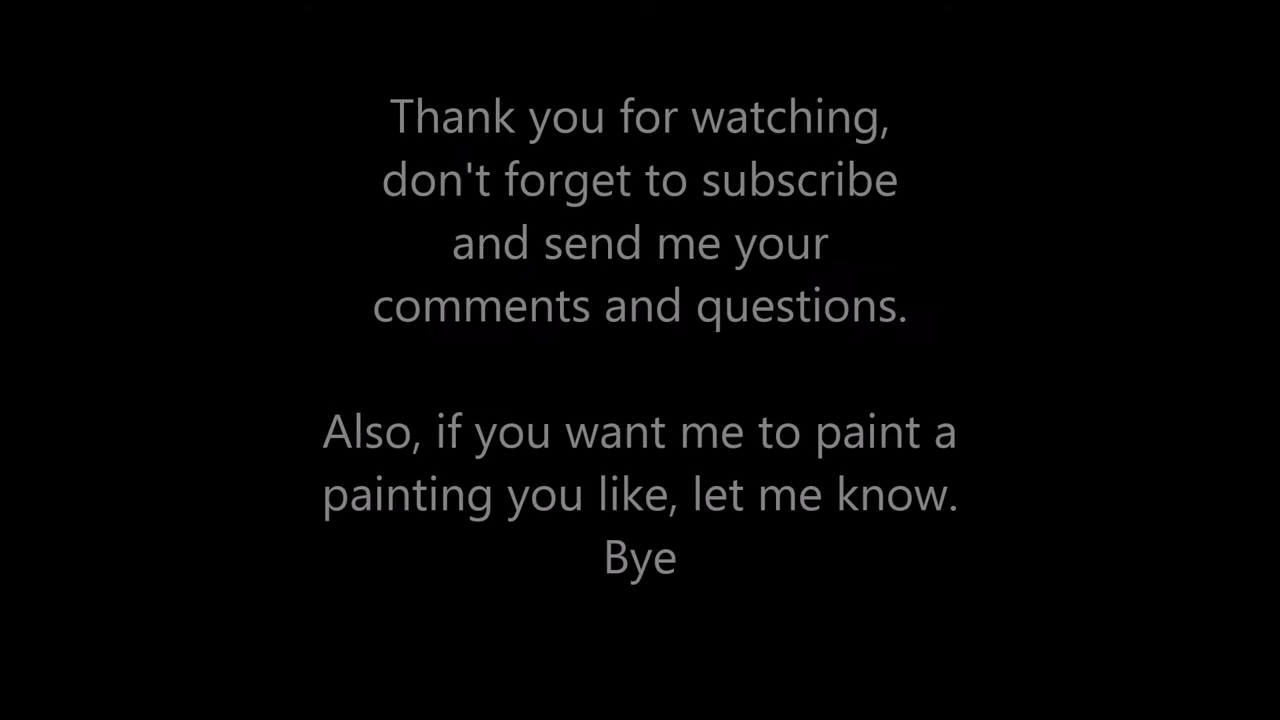 Thank you for watching,
don't forget to subscribe
and send me your
comments and questions.
Also, if you want me to paint a
painting you like, let me know.
Bye